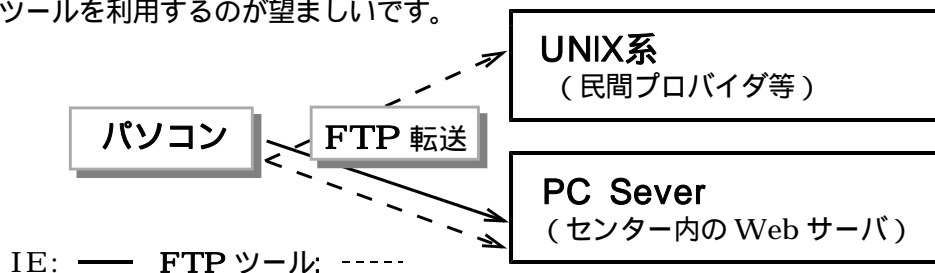 ツールを利用するのが望ましいです。
UNIX系
（民間プロバイダ等）
パソコン
FTP 転送
PC Sever
（センター内の Web サーバ）
IE: FTP ツール: